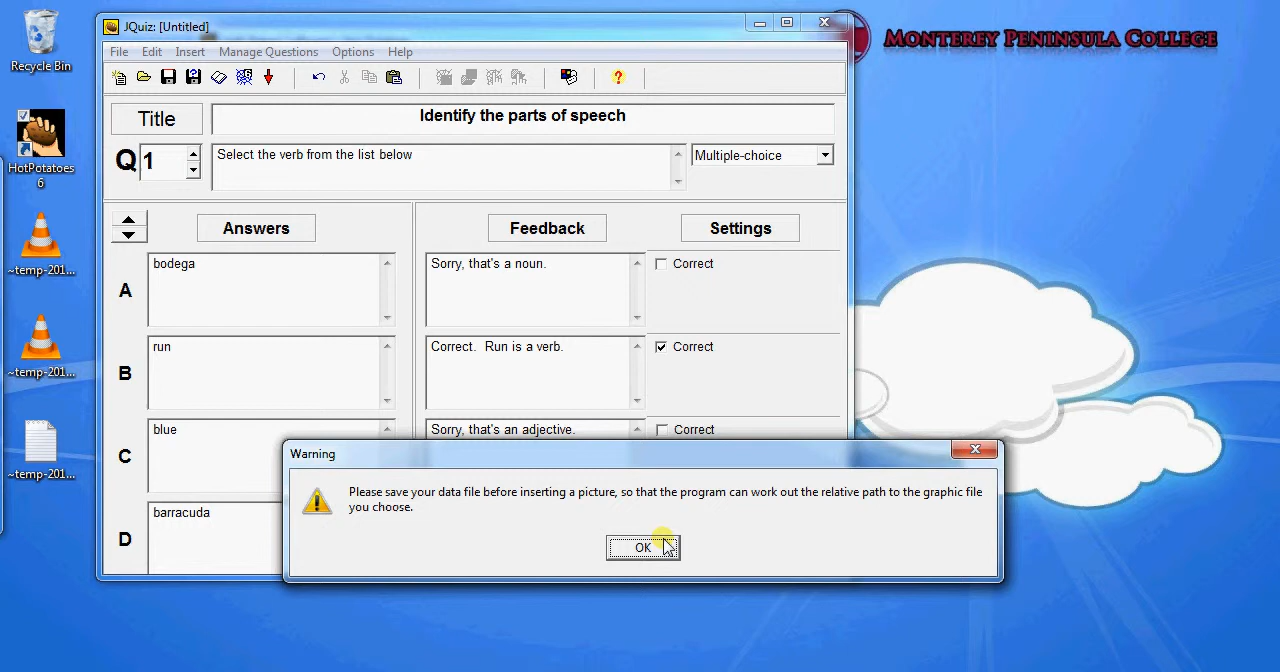 Recycle Bin
HotPotatoes
6
~temp-201...
~temp-201...
~temp-201...
JQuiz: [Untitled]
MONTEREY PENINSULA COLLEGE
File Edit Insert Manage Questions Options Help
Title
Identify the parts of speech
Q 1
Select the verb from the list below
Multiple-choice
Answers Feedback Settings
A
bodega
Sorry, that's a noun.
Correct
B
run
Correct. Run is a verb.
Correct
C
blue
Sorry, that's an adjective.
Correct
D
barracuda
Warning
Please save your data file before inserting a picture, so that the program can work out the relative path to the graphic file
you choose.
OK